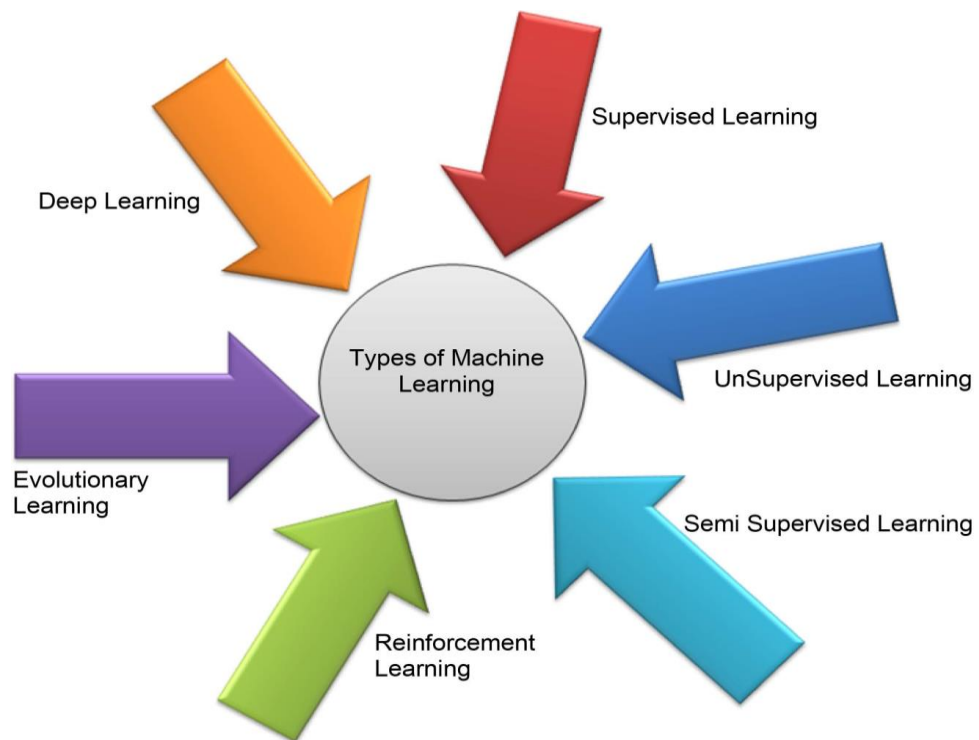 Types of Machine
Learning
Supervised Learning
UnSupervised Learning
Semi Supervised Learning
Reinforcement
Learning
Evolutionary
Learning
Deep Learning